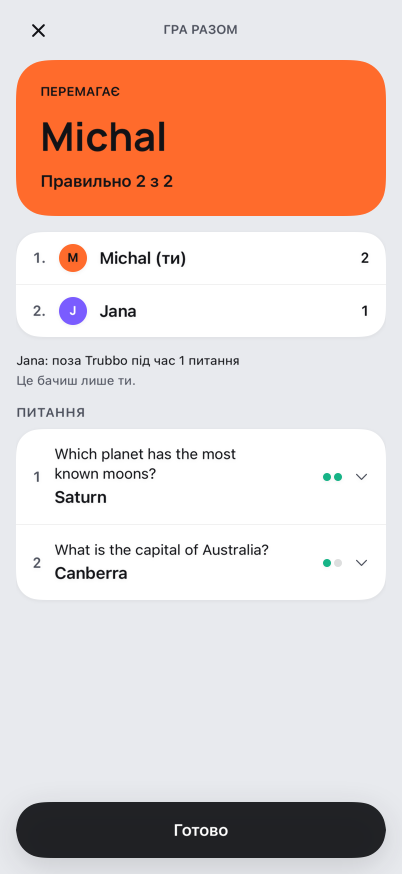 ГРА РАЗОМ
ПЕРЕМАГАЄ
Michal
Правильно 2 з 2
1. M Michal (ти) 2
2. J Jana 1
Jana: поза Trubbo під час 1 питання
Це бачиш лише ти.
ПИТАННЯ
1 Which planet has the most
known moons?
Saturn
2 What is the capital of Australia?
Canberra
Готово